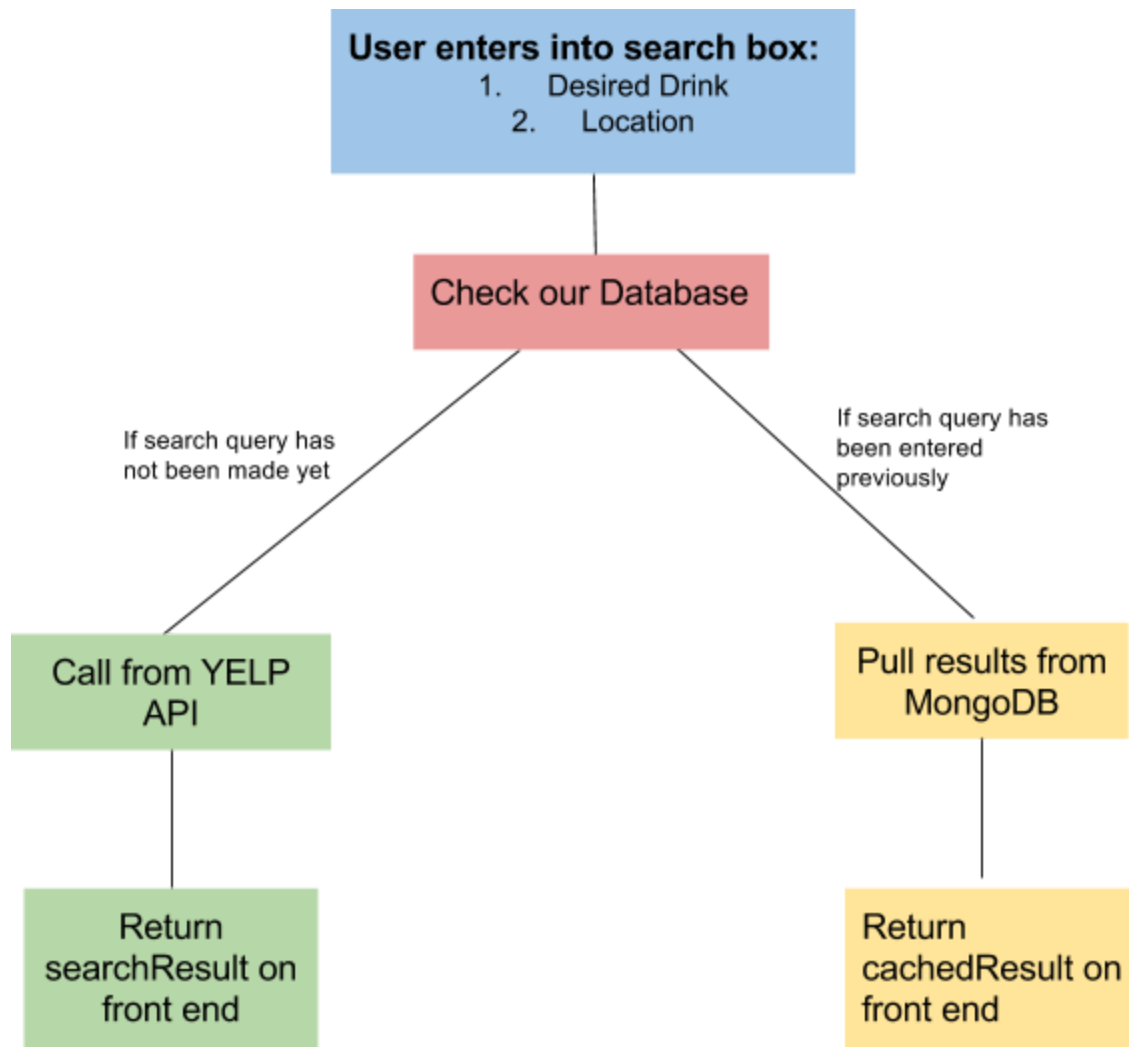 User enters into search box:
1. Desired Drink
2. Location
Check our Database
If search query has
not been made yet
If search query has
been entered
previously
Call from YELP
API
Pull results from
MongoDB
Return
searchResult on
front end
Return
cachedResult on
front end